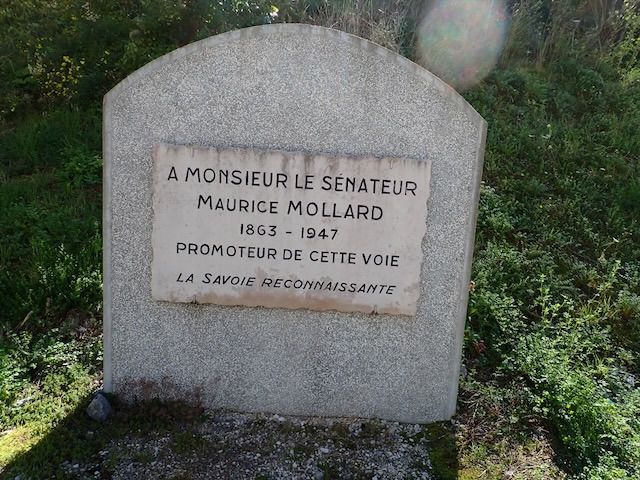 A MONSIEUR LE SÉNATEUR
MAURICE MOLLARD
1863 - 1947
PROMOTEUR DE CETTE VOIE
LA SAVOIE RECONNAISSANTE